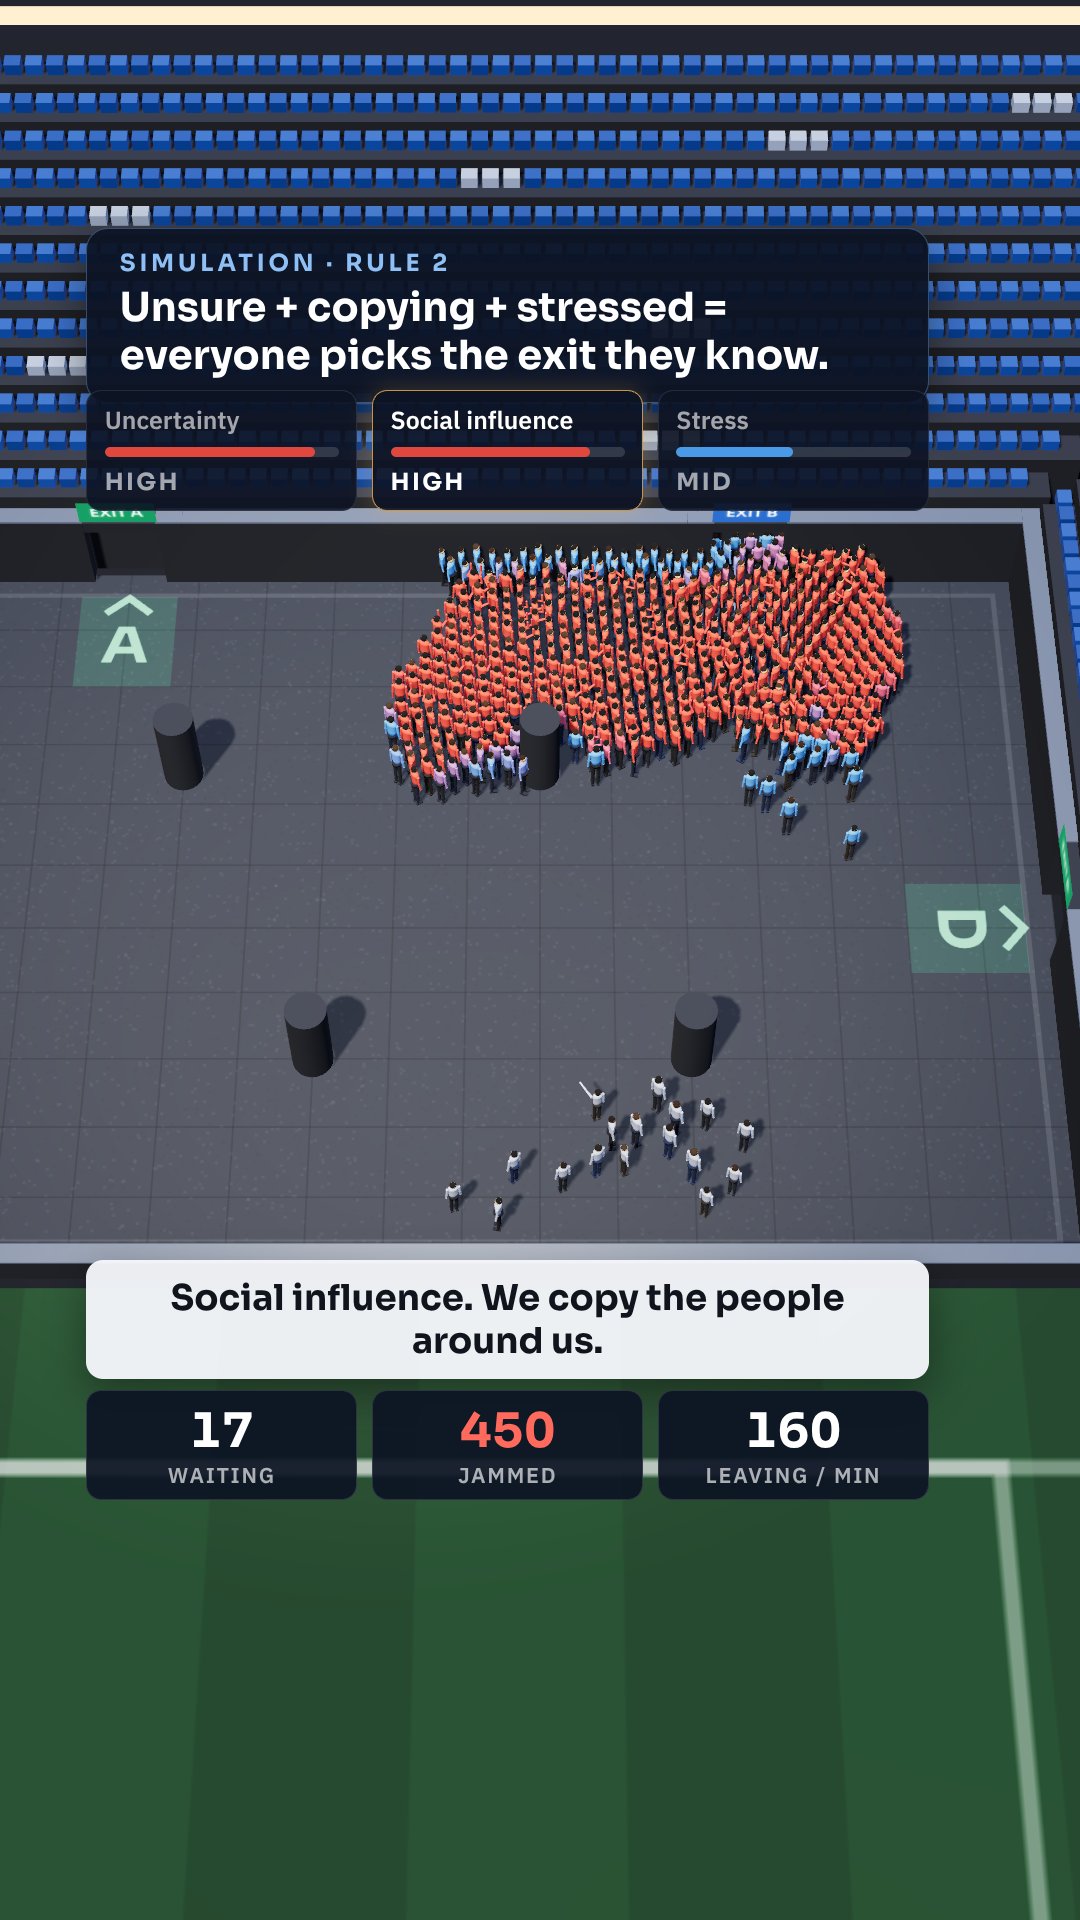 SIMULATION · RULE 2
Unsure + copying + stressed =
everyone picks the exit they know.
Uncertainty
HIGH
Social influence
HIGH
Stress
MID
EXIT A
EXIT B
A
D
Social influence. We copy the people
around us.
17
WAITING
450
JAMMED
160
LEAVING / MIN